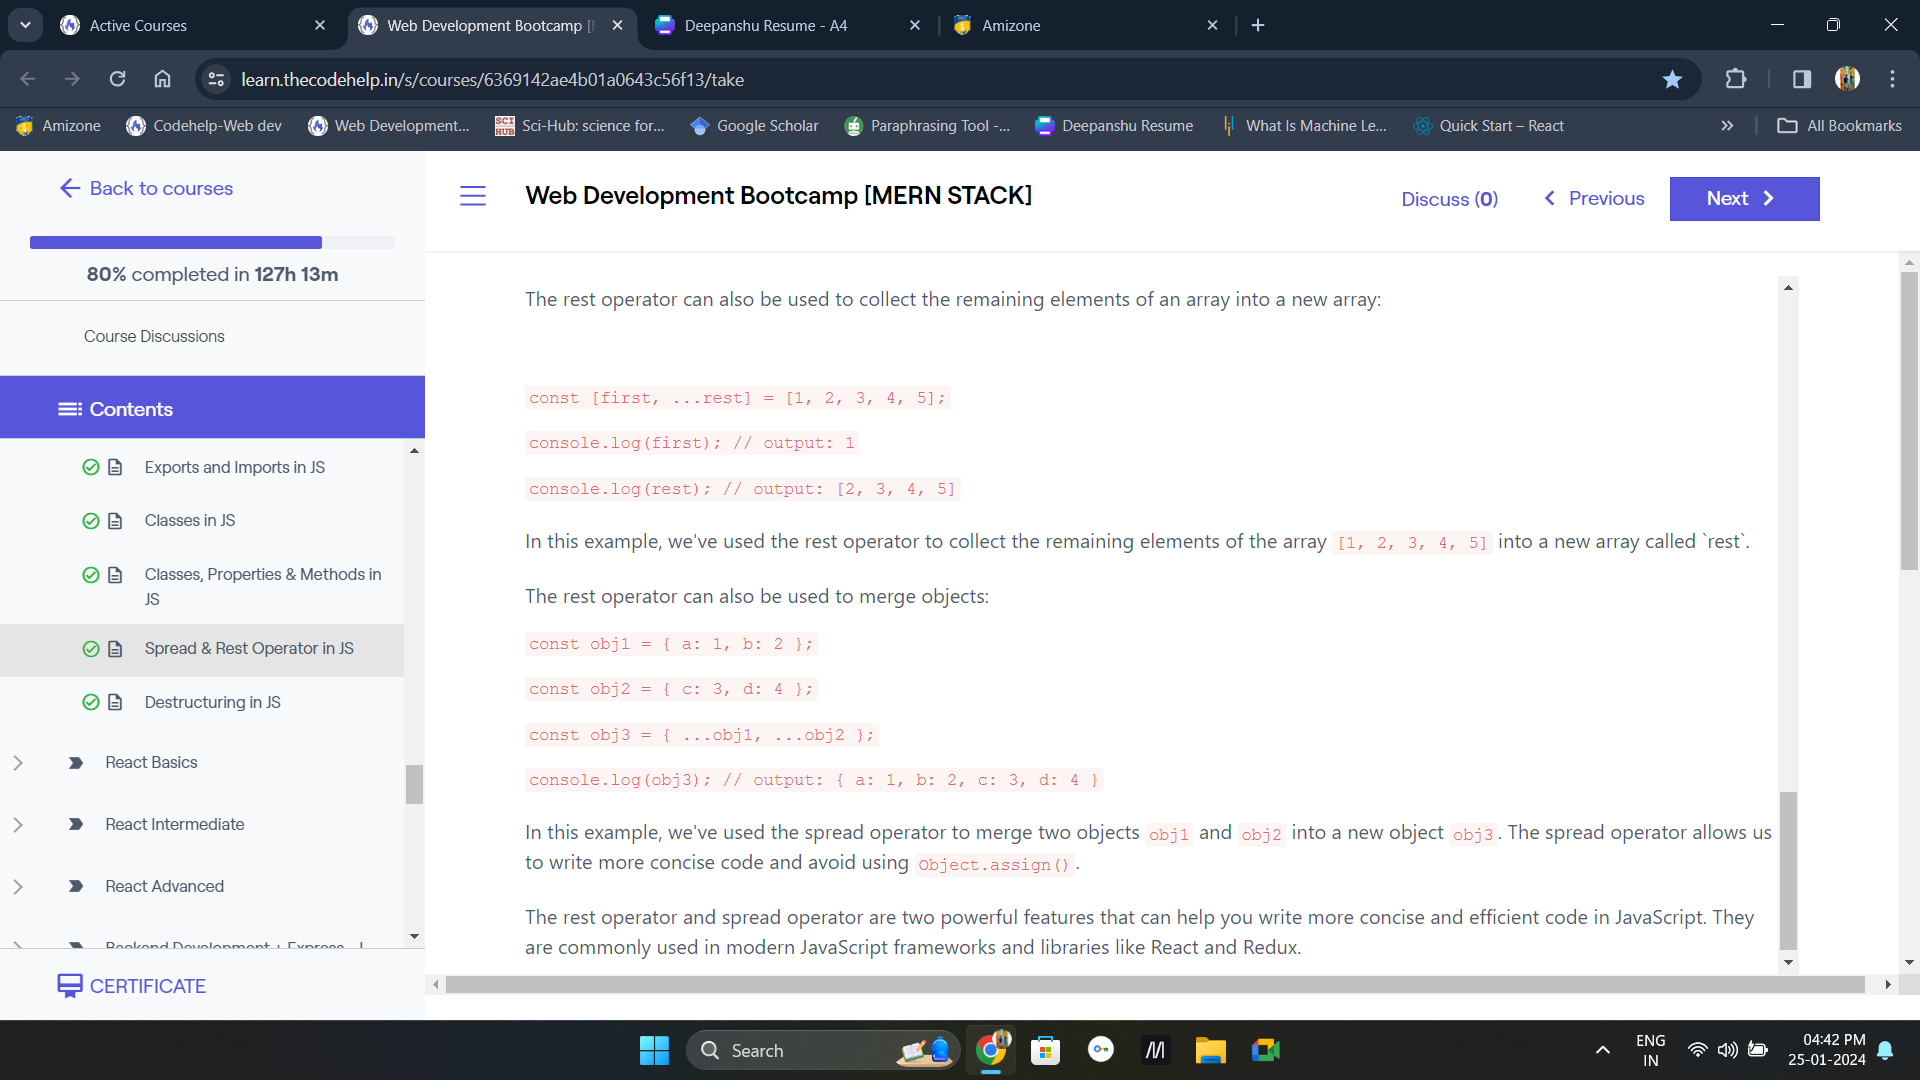 Active Courses
Web Development Bootcamp [
Deepanshu Resume - A4
Amizone
learn.thecodehelp.in/s/courses/6369142ae4b01a0643c56f13/take
Amizone
Codehelp-Web dev
Web Development...
SCI HUB
Sci-Hub: science for...
Google Scholar
Paraphrasing Tool -...
Deepanshu Resume
What Is Machine Le...
Quick Start – React
All Bookmarks
Back to courses
80% completed in 127h 13m
Course Discussions
Contents
Exports and Imports in JS
Classes in JS
Classes, Properties & Methods in
JS
Spread & Rest Operator in JS
Destructuring in JS
React Basics
React Intermediate
React Advanced
Backend Development + Express
CERTIFICATE
Web Development Bootcamp [MERN STACK]
Discuss (0)
Previous
Next
The rest operator can also be used to collect the remaining elements of an array into a new array:
const [first, ...rest] = [1, 2, 3, 4, 5];
console.log(first); // output: 1
console.log(rest); // output: [2, 3, 4, 5]
In this example, we've used the rest operator to collect the remaining elements of the array [1, 2, 3, 4, 5] into a new array called `rest`.
The rest operator can also be used to merge objects:
const obj1 = { a: 1, b: 2 };
const obj2 = { c: 3, d: 4 };
const obj3 = { ...obj1, ...obj2 };
console.log(obj3); // output: { a: 1, b: 2, c: 3, d: 4 }
In this example, we've used the spread operator to merge two objects obj1 and obj2 into a new object obj3. The spread operator allows us
to write more concise code and avoid using Object.assign().
The rest operator and spread operator are two powerful features that can help you write more concise and efficient code in JavaScript. They
are commonly used in modern JavaScript frameworks and libraries like React and Redux.
Search
ENG
IN
04:42 PM
25-01-2024